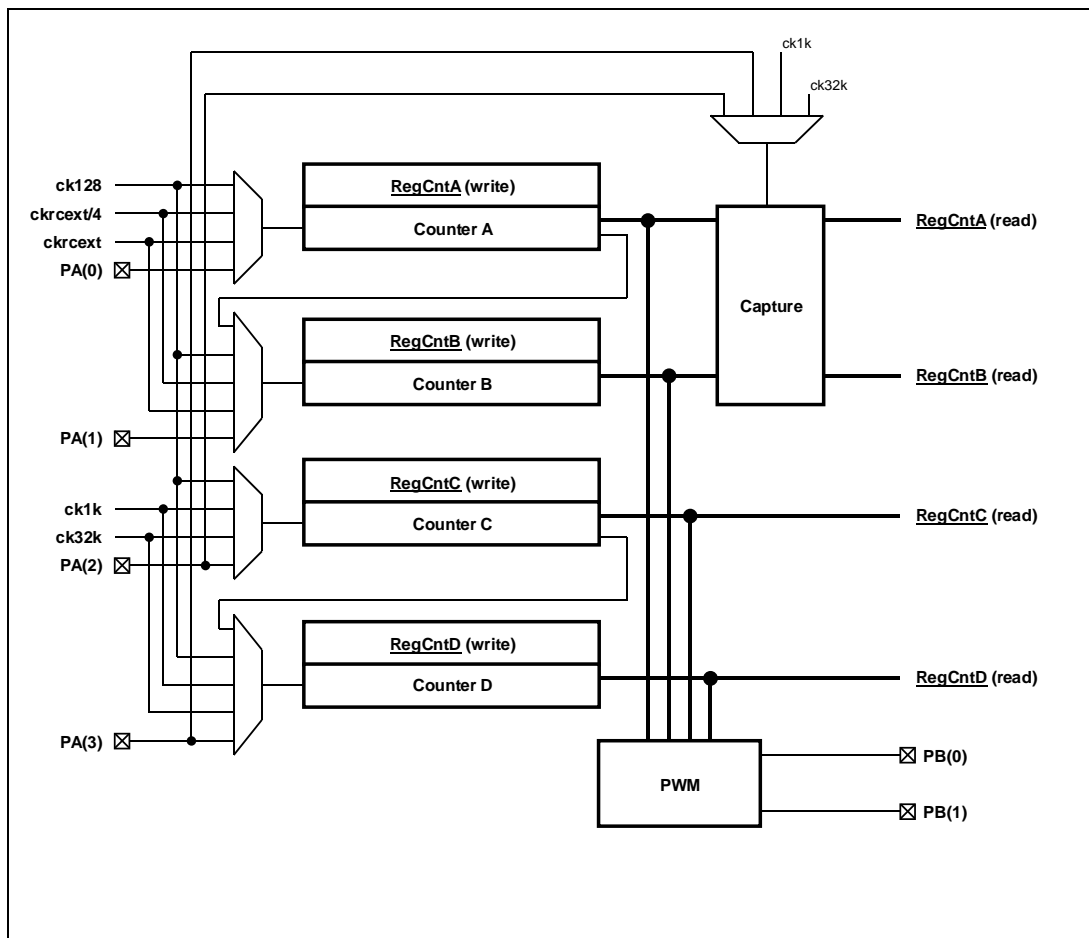 ck1k
ck32k
RegCntA (write)
ck128
ckrcext/4
Counter A
RegCntA (read)
ckrcext
PA(0)
Capture
RegCntB (write)
Counter B
RegCntB (read)
PA(1)
RegCntC (write)
ck1k
Counter C
RegCntC (read)
ck32k
PA(2)
RegCntD (write)
Counter D
RegCntD (read)
PA(3)
PB(0)
PWM
PB(1)